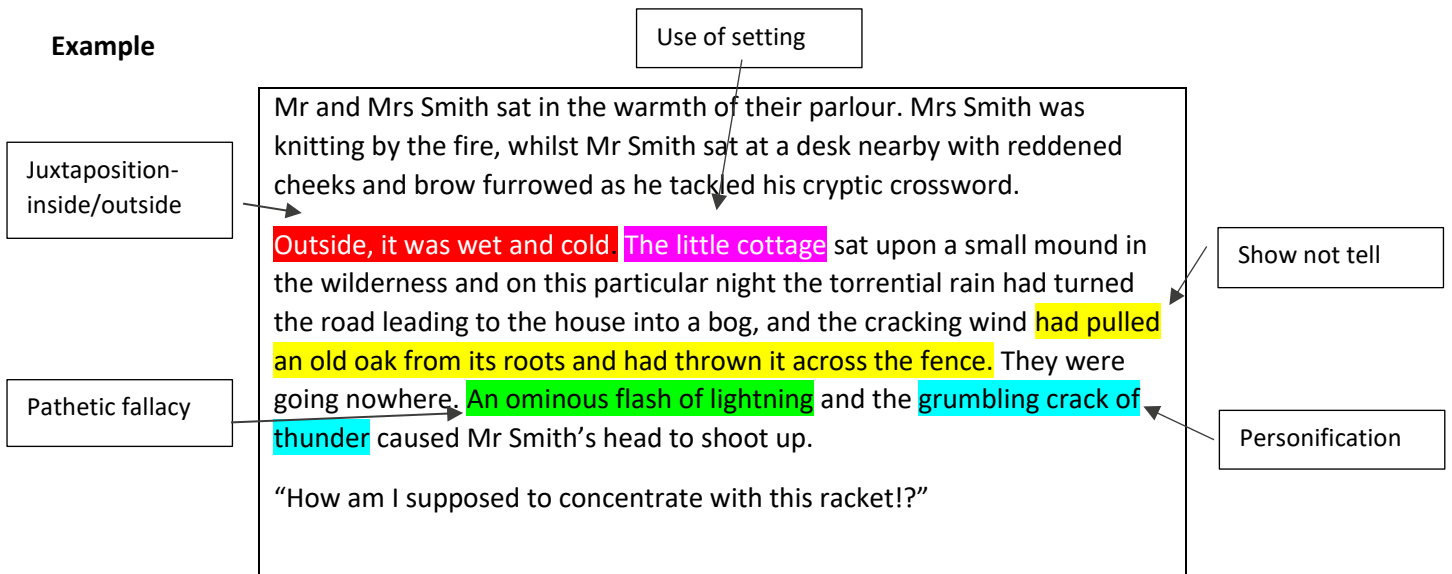 Example
Use of setting
Mr and Mrs Smith sat in the warmth of their parlour. Mrs Smith was
knitting by the fire, whilst Mr Smith sat at a desk nearby with reddened
cheeks and brow furrowed as he tackled his cryptic crossword.
Juxtaposition-
inside/outside
Outside, it was wet and cold. The little cottage sat upon a small mound in
the wilderness and on this particular night the torrential rain had turned
the road leading to the house into a bog, and the cracking wind had pulled
an old oak from its roots and had thrown it across the fence. They were
going nowhere. An ominous flash of lightning and the grumbling crack of
thunder caused Mr Smith’s head to shoot up.
Show not tell
Pathetic fallacy
Personification
“How am I supposed to concentrate with this racket!?”